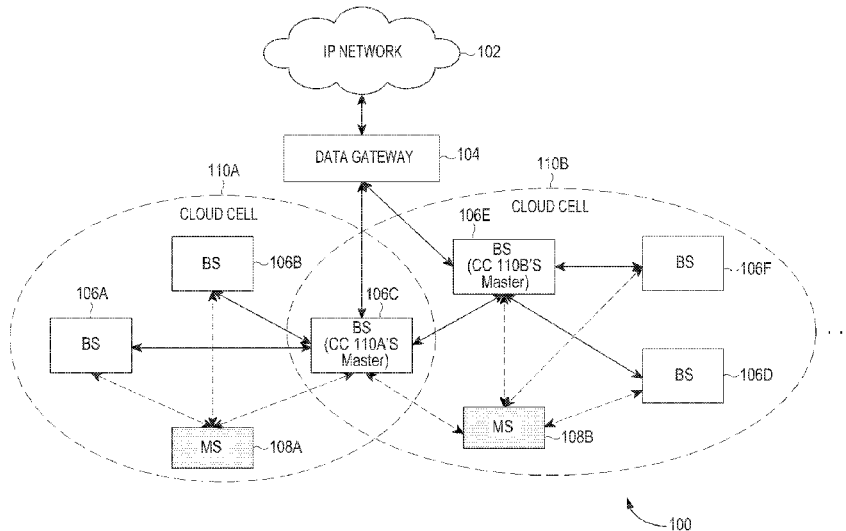 IP NETWORK
102
DATA GATEWAY
104
110A
110B
CLOUD CELL
CLOUD CELL
106E
BS
106B
BS
(CC 110B'S
Master)
BS
106F
106A
106C
BS
BS
(CC 110A'S
Master)
BS
106D
MS
108A
MS
108B
. .
100